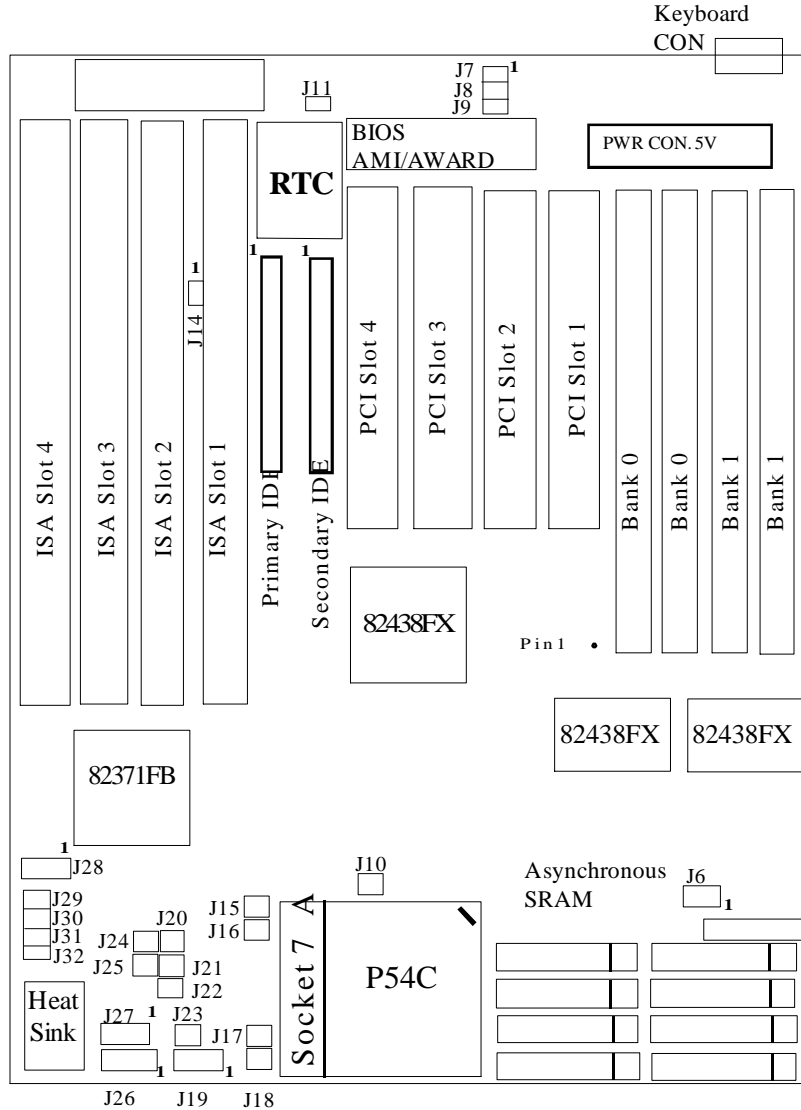 Keyboard
CON
J7
1
J8
J9
J11
BIOS
AMI/AWARD
PWR CON. 5V
RTC
1
1
1
J14
ISA Slot 4
ISA Slot 3
ISA Slot 2
ISA Slot 1
Primary IDE
Secondary IDE
PCI Slot 4
PCI Slot 3
PCI Slot 2
PCI Slot 1
Bank 0
Bank 0
Bank 1
Bank 1
82438FX
Pin1
82438FX
82438FX
82371FB
1
J28
J10
Asynchronous
SRAM
J6
1
J29
J30
J31
J32
J15
J16
J20
J24
J25
J21
J22
Socket 7 A
P54C
Heat
Sink
J27
1
J23
J17
1
1
J26
J19
J18